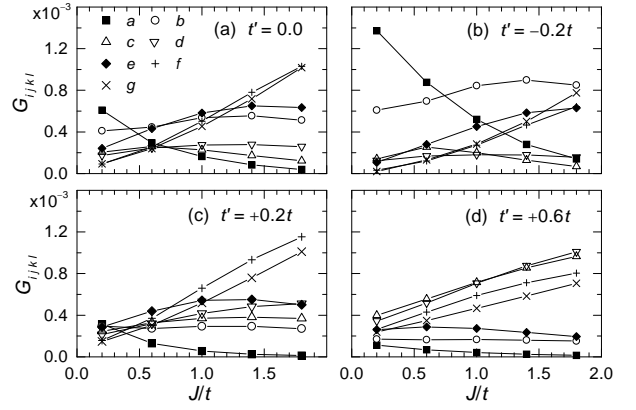 x10⁻³
1.2
0.8
0.4
0.0
G_{ijkl}
a b
c d
e f
g
(a) t' = 0.0
(b) t' = −0.2t
x10⁻³
1.2
0.8
0.4
0.0
G_{ijkl}
(c) t' = +0.2t
(d) t' = +0.6t
0.0 0.5 1.0 1.5
0.0 0.5 1.0 1.5 2.0
J/t
J/t